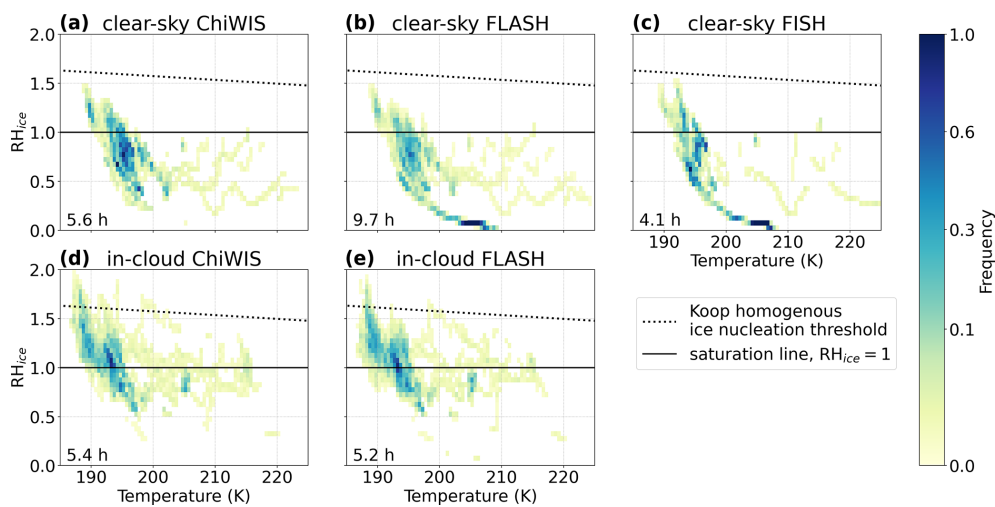 (a) clear-sky ChiWIS
(b) clear-sky FLASH
(c) clear-sky FISH
2.0
1.5
1.0
0.5
0.0
RH_ice
5.6 h
9.7 h
4.1 h
190 200 210 220
Temperature (K)
(d) in-cloud ChiWIS
(e) in-cloud FLASH
2.0
1.5
1.0
0.5
0.0
RH_ice
5.4 h
5.2 h
190 200 210 220
Temperature (K)
190 200 210 220
Temperature (K)
Koop homogenous
ice nucleation threshold
saturation line, RH_ice = 1
1.0
0.6
0.3
0.1
0.0
Frequency